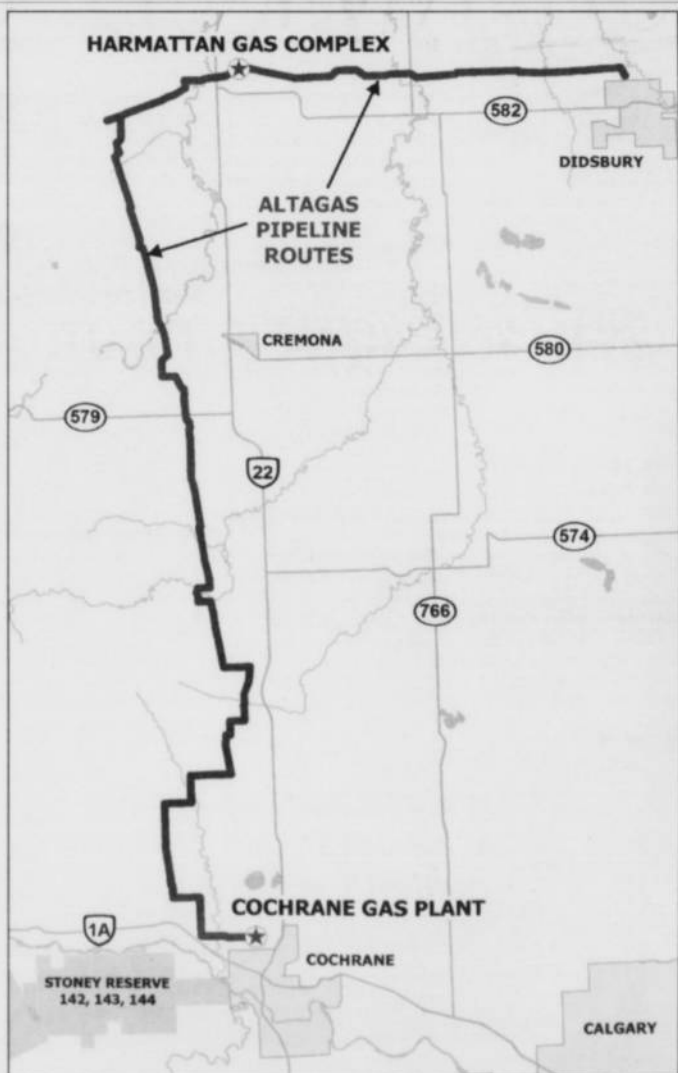 HARMATTAN GAS COMPLEX
582
DIDSBURY
ALTAGAS
PIPELINE
ROUTES
CREMONA
580
579
22
574
766
COCHRANE GAS PLANT
1A
COCHRANE
STONEY RESERVE
142, 143, 144
CALGARY